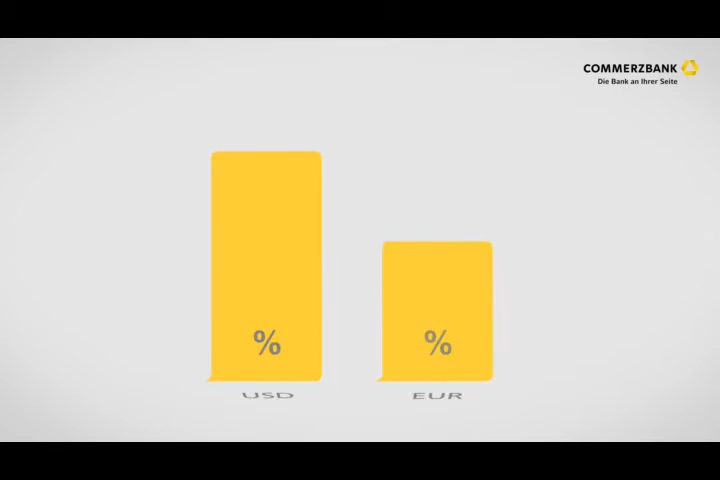 COMMERZBANK
Die Bank an Ihrer Seite
%
%
USD
EUR